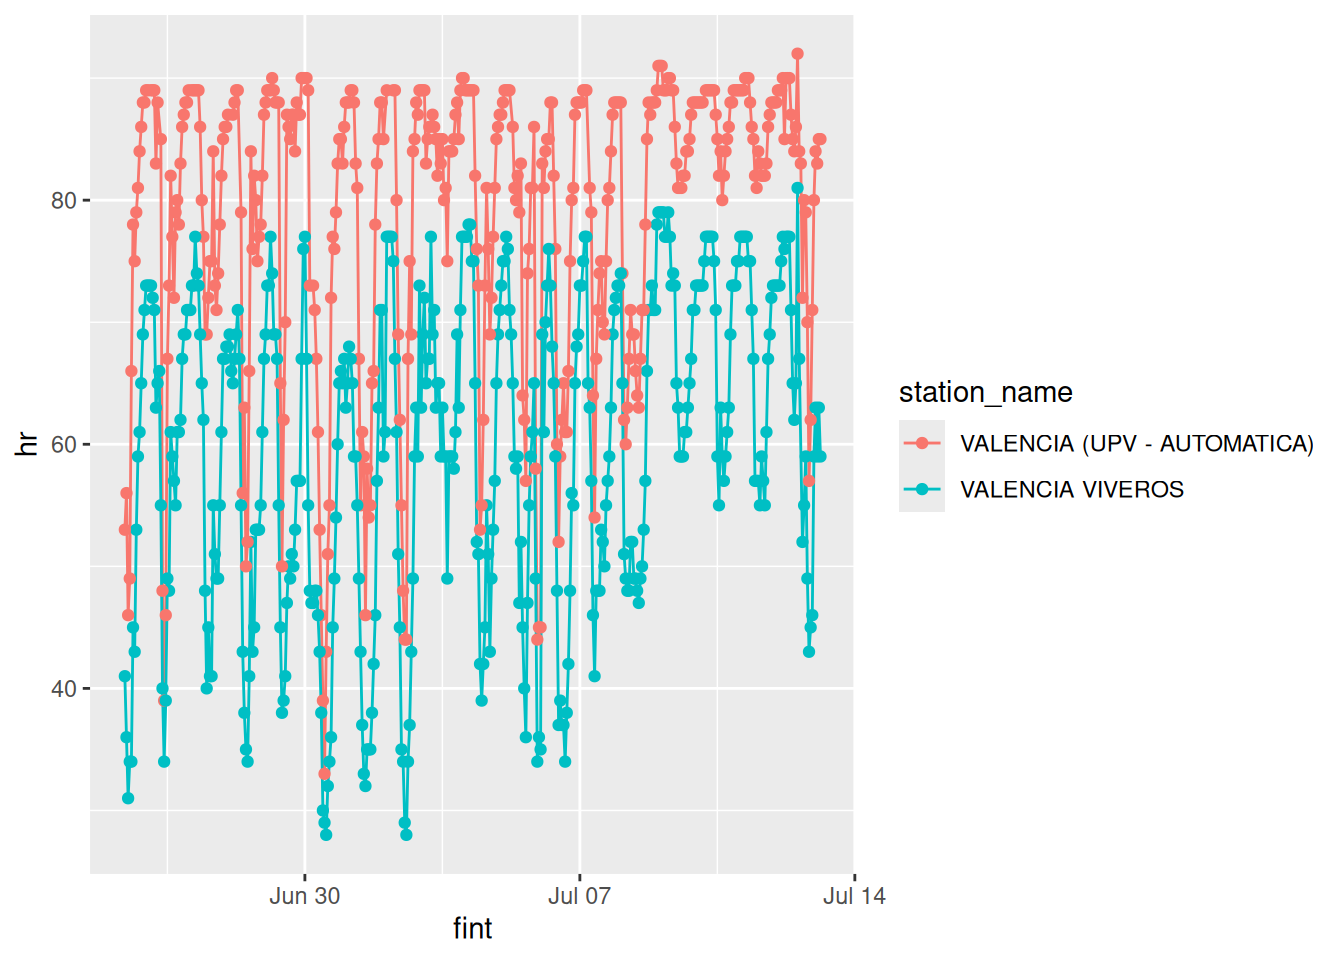 80
60
40
hr
Jun 30
Jul 07
Jul 14
fint
station_name
VALENCIA (UPV - AUTOMATICA)
VALENCIA VIVEROS